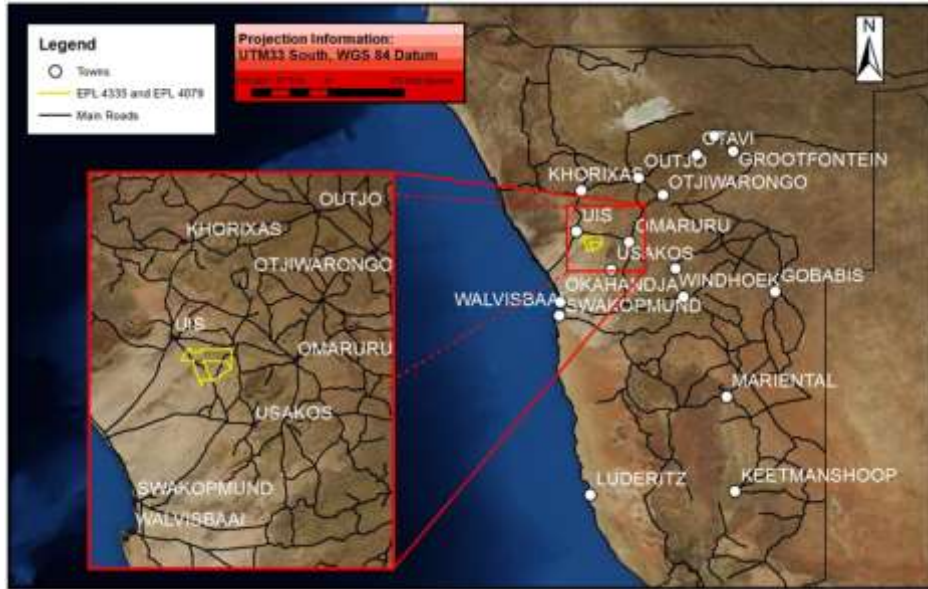 Legend
Towns
EPL 4335 and EPL 4079
Main Roads
Projection Information:
UTM33 South, WGS 84 Datum
N
OTAVI
OUTJO
GROOTFONTEIN
KHORIXAS
OTJIWARONGO
UIS
OMARURU
USAKOS
OKAHANDJA
WINDHOEK
GOBABIS
WALVISBAAI
SWAKOPMUND
MARIENTAL
LUDERITZ
KEETMANSHOOP
OUTJO
KHORIXAS
OTJIWARONGO
UIS
OMARURU
USAKOS
SWAKOPMUND
WALVISBAAI